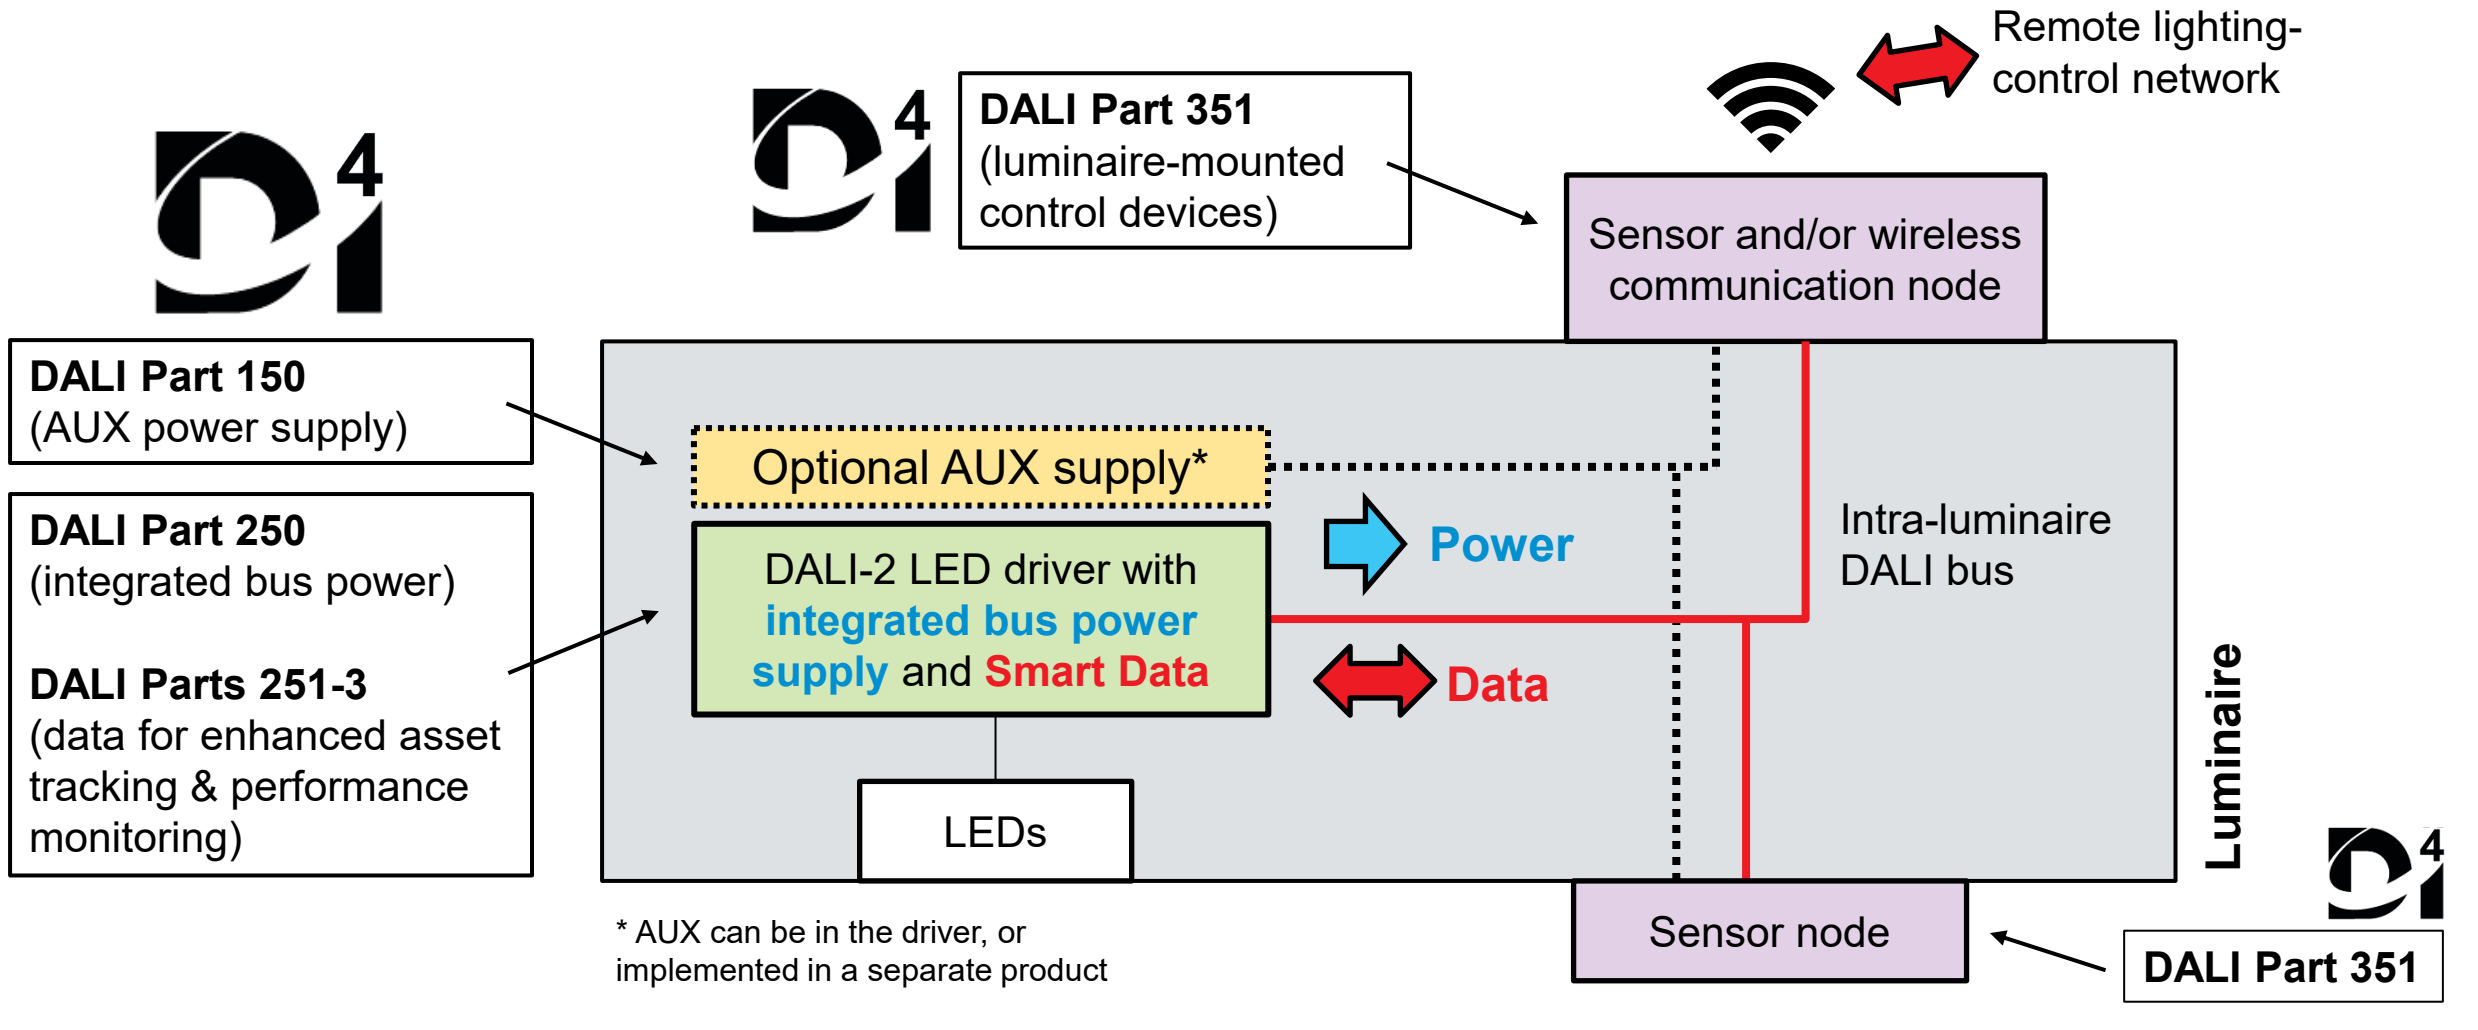 Remote lighting-
control network
D4i
DALI Part 351
(luminaire-mounted
control devices)
D4i
Sensor and/or wireless
communication node
DALI Part 150
(AUX power supply)
Optional AUX supply*
DALI Part 250
(integrated bus power)
DALI Parts 251-3
(data for enhanced asset
tracking & performance
monitoring)
DALI-2 LED driver with
integrated bus power
supply and Smart Data
Power
Data
Intra-luminaire
DALI bus
LEDs
Luminaire
* AUX can be in the driver, or
implemented in a separate product
Sensor node
D4i
DALI Part 351